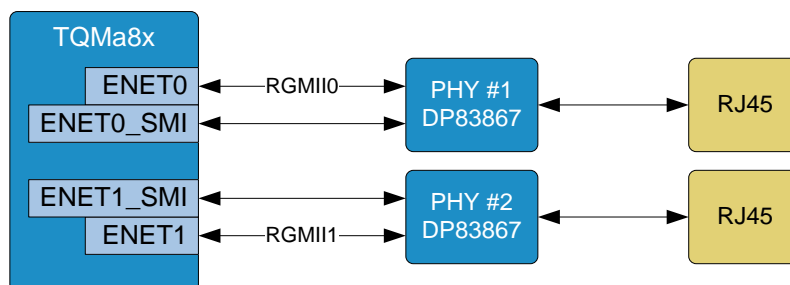 TQMa8x
ENET0
RGMII0
PHY #1
DP83867
RJ45
ENET0_SMI
ENET1_SMI
PHY #2
DP83867
RJ45
ENET1
RGMII1